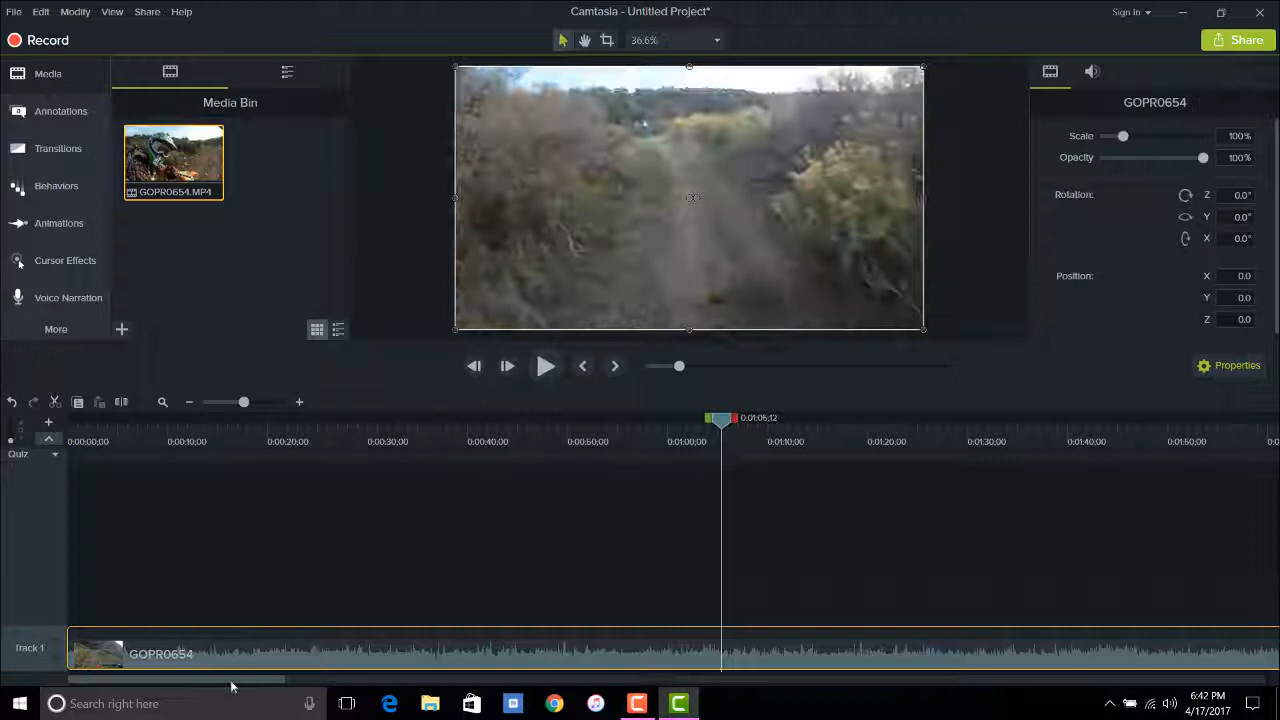 File Edit Modify View Share Help
Camtasia - Untitled Project*
Sign In
Record
36.6%
Share
Media
Annotations
Transitions
Behaviors
Animations
Cursor Effects
Voice Narration
More
Media Bin
GOPR0654.MP4
GOPR0654
Scale 100%
Opacity 100%
Rotation: Z 0.0°
Y 0.0°
X 0.0°
Position: X 0.0
Y 0.0
Z 0.0
Properties
0:01:05;12
0:00:00;00 0:00:10;00 0:00:20;00 0:00:30;00 0:00:40;00 0:00:50;00 0:01:00;00 0:01:10;00 0:01:20;00 0:01:30;00 0:01:40;00 0:01:50;00
Quiz
Track 1
GOPR0654
Search right here
6:42 PM
4/17/2017